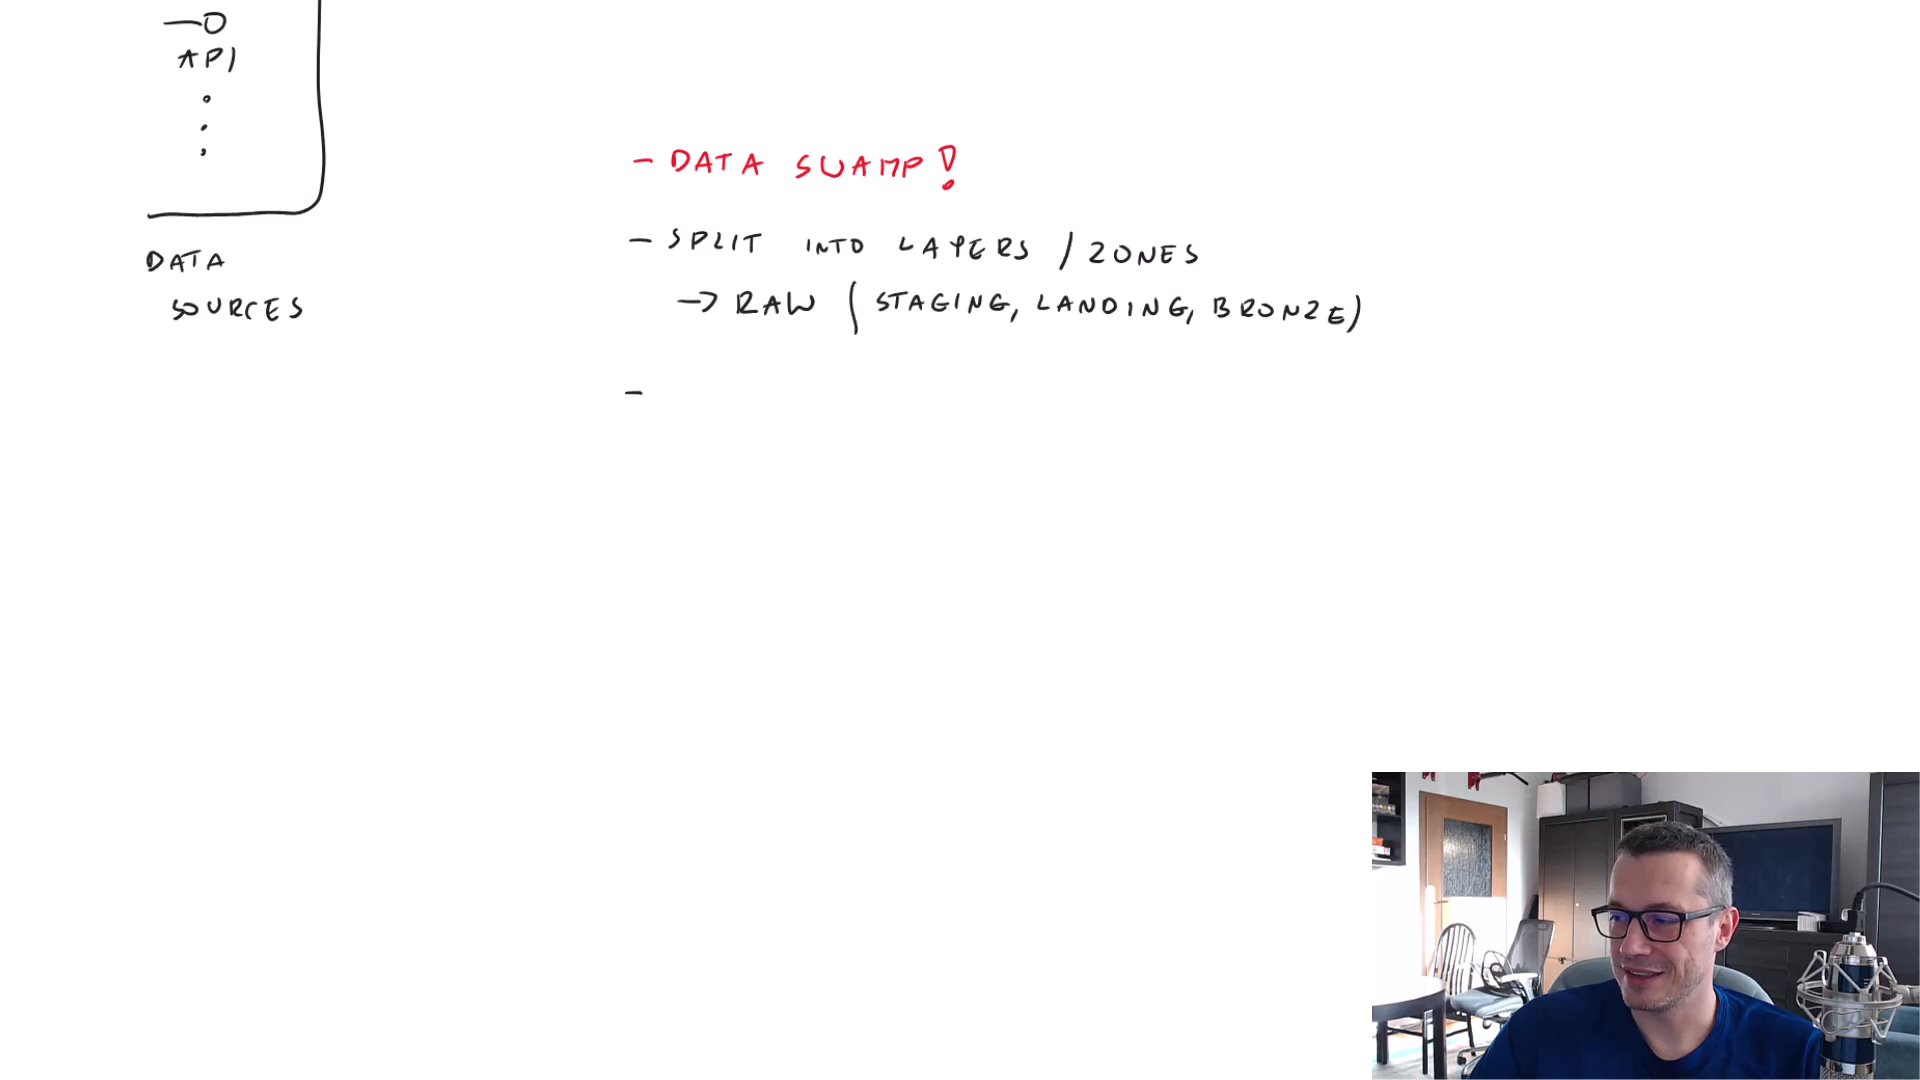 —O
API
DATA
SOURCES
- DATA SWAMP!
- SPLIT INTO LAYERS / ZONES
→ RAW (STAGING, LANDING, BRONZE)
-